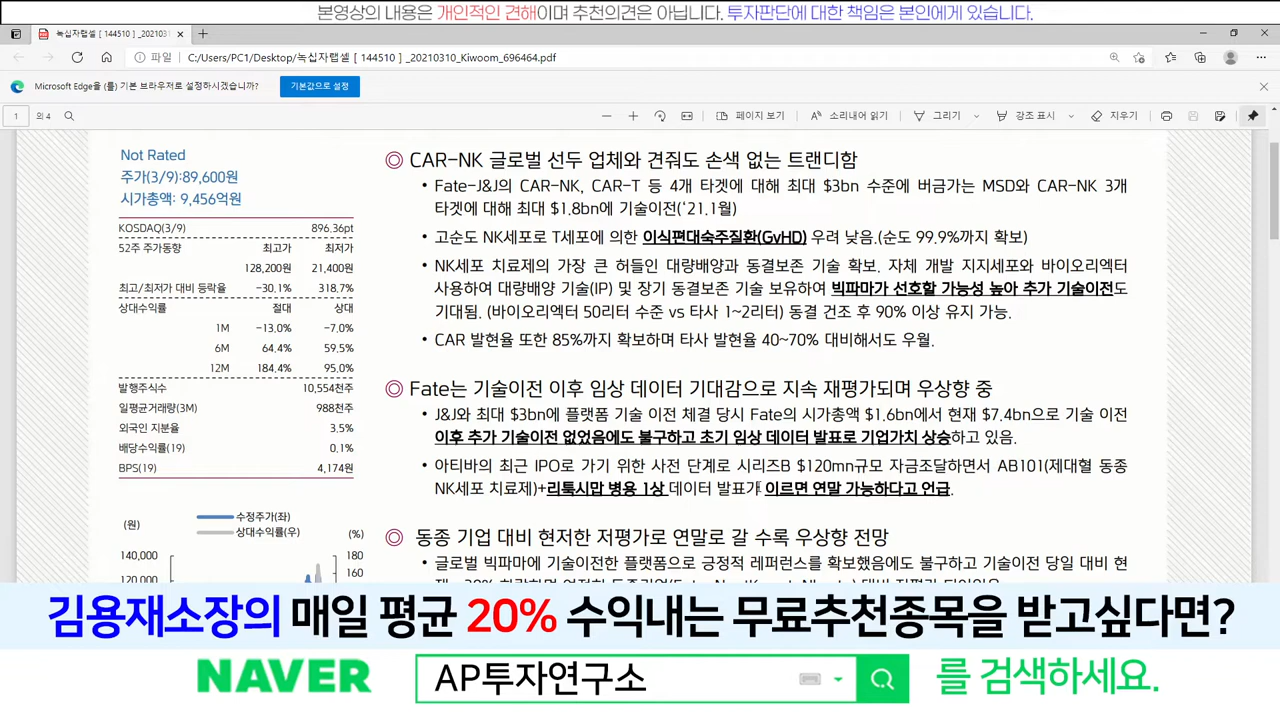 본영상의 내용은 개인적인 견해이며 추천의견은 아닙니다. 투자판단에 대한 책임은 본인에게 있습니다.
녹십자랩셀 [ 144510 ] _2021031
파일 C:/Users/PC1/Desktop/녹십자랩셀 [ 144510 ] _20210310_Kiwoom_696464.pdf
Microsoft Edge을 (를) 기본 브라우저로 설정하시겠습니까? 기본값으로 설정
1 의 4 페이지 보기 소리내어 읽기 그리기 강조 표시 지우기
Not Rated
주가(3/9):89,600원
시가총액: 9,456억원
KOSDAQ(3/9) 896.36pt
52주 주가동향 최고가 최저가
128,200원 21,400원
최고/최저가 대비 등락율 -30.1% 318.7%
상대수익률 절대 상대
1M -13.0% -7.0%
6M 64.4% 59.5%
12M 184.4% 95.0%
발행주식수 10,554천주
일평균거래량(3M) 988천주
외국인 지분율 3.5%
배당수익률(19) 0.1%
BPS(19) 4,174원
(원) 수정주가(좌) 상대수익률(우) (%)
140,000 180
120,000 160
◎ CAR-NK 글로벌 선두 업체와 견줘도 손색 없는 트랜디함
• Fate-J&J의 CAR-NK, CAR-T 등 4개 타겟에 대해 최대 $3bn 수준에 버금가는 MSD와 CAR-NK 3개
타겟에 대해 최대 $1.8bn에 기술이전(‘21.1월)
• 고순도 NK세포로 T세포에 의한 이식편대숙주질환(GvHD) 우려 낮음.(순도 99.9%까지 확보)
• NK세포 치료제의 가장 큰 허들인 대량배양과 동결보존 기술 확보. 자체 개발 지지세포와 바이오리엑터
사용하여 대량배양 기술(IP) 및 장기 동결보존 기술 보유하여 빅파마가 선호할 가능성 높아 추가 기술이전도
기대됨. (바이오리엑터 50리터 수준 vs 타사 1~2리터) 동결 건조 후 90% 이상 유지 가능.
• CAR 발현율 또한 85%까지 확보하며 타사 발현율 40~70% 대비해서도 우월.
◎ Fate는 기술이전 이후 임상 데이터 기대감으로 지속 재평가되며 우상향 중
• J&J와 최대 $3bn에 플랫폼 기술 이전 체결 당시 Fate의 시가총액 $1.6bn에서 현재 $7.4bn으로 기술 이전
이후 추가 기술이전 없었음에도 불구하고 초기 임상 데이터 발표로 기업가치 상승하고 있음.
• 아티바의 최근 IPO로 가기 위한 사전 단계로 시리즈B $120mn규모 자금조달하면서 AB101(제대혈 동종
NK세포 치료제)+리툭시맙 병용 1상 데이터 발표가 이르면 연말 가능하다고 언급.
◎ 동종 기업 대비 현저한 저평가로 연말로 갈 수록 우상향 전망
• 글로벌 빅파마에 기술이전한 플랫폼으로 긍정적 레퍼런스를 확보했음에도 불구하고 기술이전 당일 대비 현
김용재소장의 매일 평균 20% 수익내는 무료추천종목을 받고싶다면?
NAVER AP투자연구소 를 검색하세요.